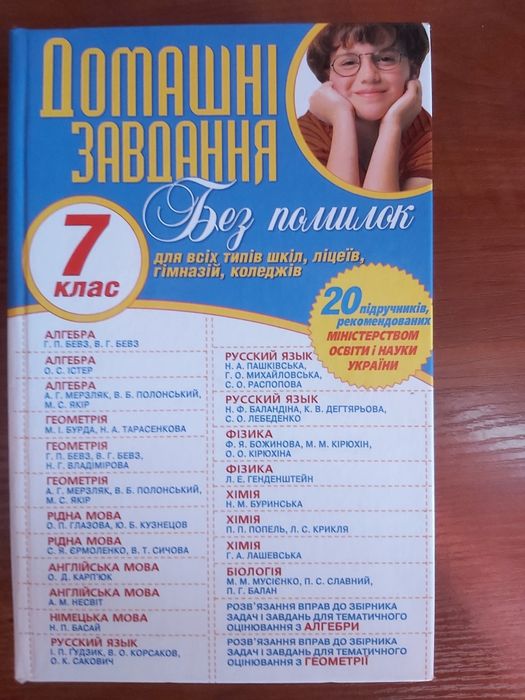 Домашні
завдання
Без помилок
7
клас
для всіх типів шкіл, ліцеїв,
гімназій, коледжів
20 підручників,
рекомендованих
МІНІСТЕРСТВОМ
ОСВІТИ І НАУКИ
УКРАЇНИ
АЛГЕБРА
Г. П. БЕВЗ, В. Г. БЕВЗ
АЛГЕБРА
О. С. ІСТЕР
АЛГЕБРА
А. Г. МЕРЗЛЯК, В. Б. ПОЛОНСЬКИЙ,
М. С. ЯКІР
ГЕОМЕТРІЯ
М. І. БУРДА, Н. А. ТАРАСЕНКОВА
ГЕОМЕТРІЯ
Г. П. БЕВЗ, В. Г. БЕВЗ,
Н. Г. ВЛАДІМІРОВА
ГЕОМЕТРІЯ
А. Г. МЕРЗЛЯК, В. Б. ПОЛОНСЬКИЙ,
М. С. ЯКІР
РІДНА МОВА
О. П. ГЛАЗОВА, Ю. Б. КУЗНЕЦОВ
РІДНА МОВА
С. Я. ЄРМОЛЕНКО, В. Т. СИЧОВА
АНГЛІЙСЬКА МОВА
О. Д. КАРП'ЮК
АНГЛІЙСЬКА МОВА
А. М. НЕСВІТ
НІМЕЦЬКА МОВА
Н. П. БАСАЙ
РУССКИЙ ЯЗЫК
І. П. ҐУДЗИК, В. О. КОРСАКОВ,
О. К. САКОВИЧ
РУССКИЙ ЯЗЫК
Н. А. ПАШКІВСЬКА,
Г. О. МИХАЙЛОВСЬКА,
С. О. РАСПОПОВА
РУССКИЙ ЯЗЫК
Н. Ф. БАЛАНДІНА, К. В. ДЕГТЯРЬОВА,
С. О. ЛЕБЕДЕНКО
ФІЗИКА
Ф. Я. БОЖИНОВА, М. М. КІРЮХІН,
О. О. КІРЮХІНА
ФІЗИКА
Л. Е. ГЕНДЕНШТЕЙН
ХІМІЯ
Н. М. БУРИНСЬКА
ХІМІЯ
П. П. ПОПЕЛЬ, Л. С. КРИКЛЯ
ХІМІЯ
Г. А. ЛАШЕВСЬКА
БІОЛОГІЯ
М. М. МУСІЄНКО, П. С. СЛАВНИЙ,
П. Г. БАЛАН
РОЗВ'ЯЗАННЯ ВПРАВ ДО ЗБІРНИКА
ЗАДАЧ І ЗАВДАНЬ ДЛЯ ТЕМАТИЧНОГО
ОЦІНЮВАННЯ З АЛГЕБРИ
РОЗВ'ЯЗАННЯ ВПРАВ ДО ЗБІРНИКА
ЗАДАЧ І ЗАВДАНЬ ДЛЯ ТЕМАТИЧНОГО
ОЦІНЮВАННЯ З ГЕОМЕТРІЇ